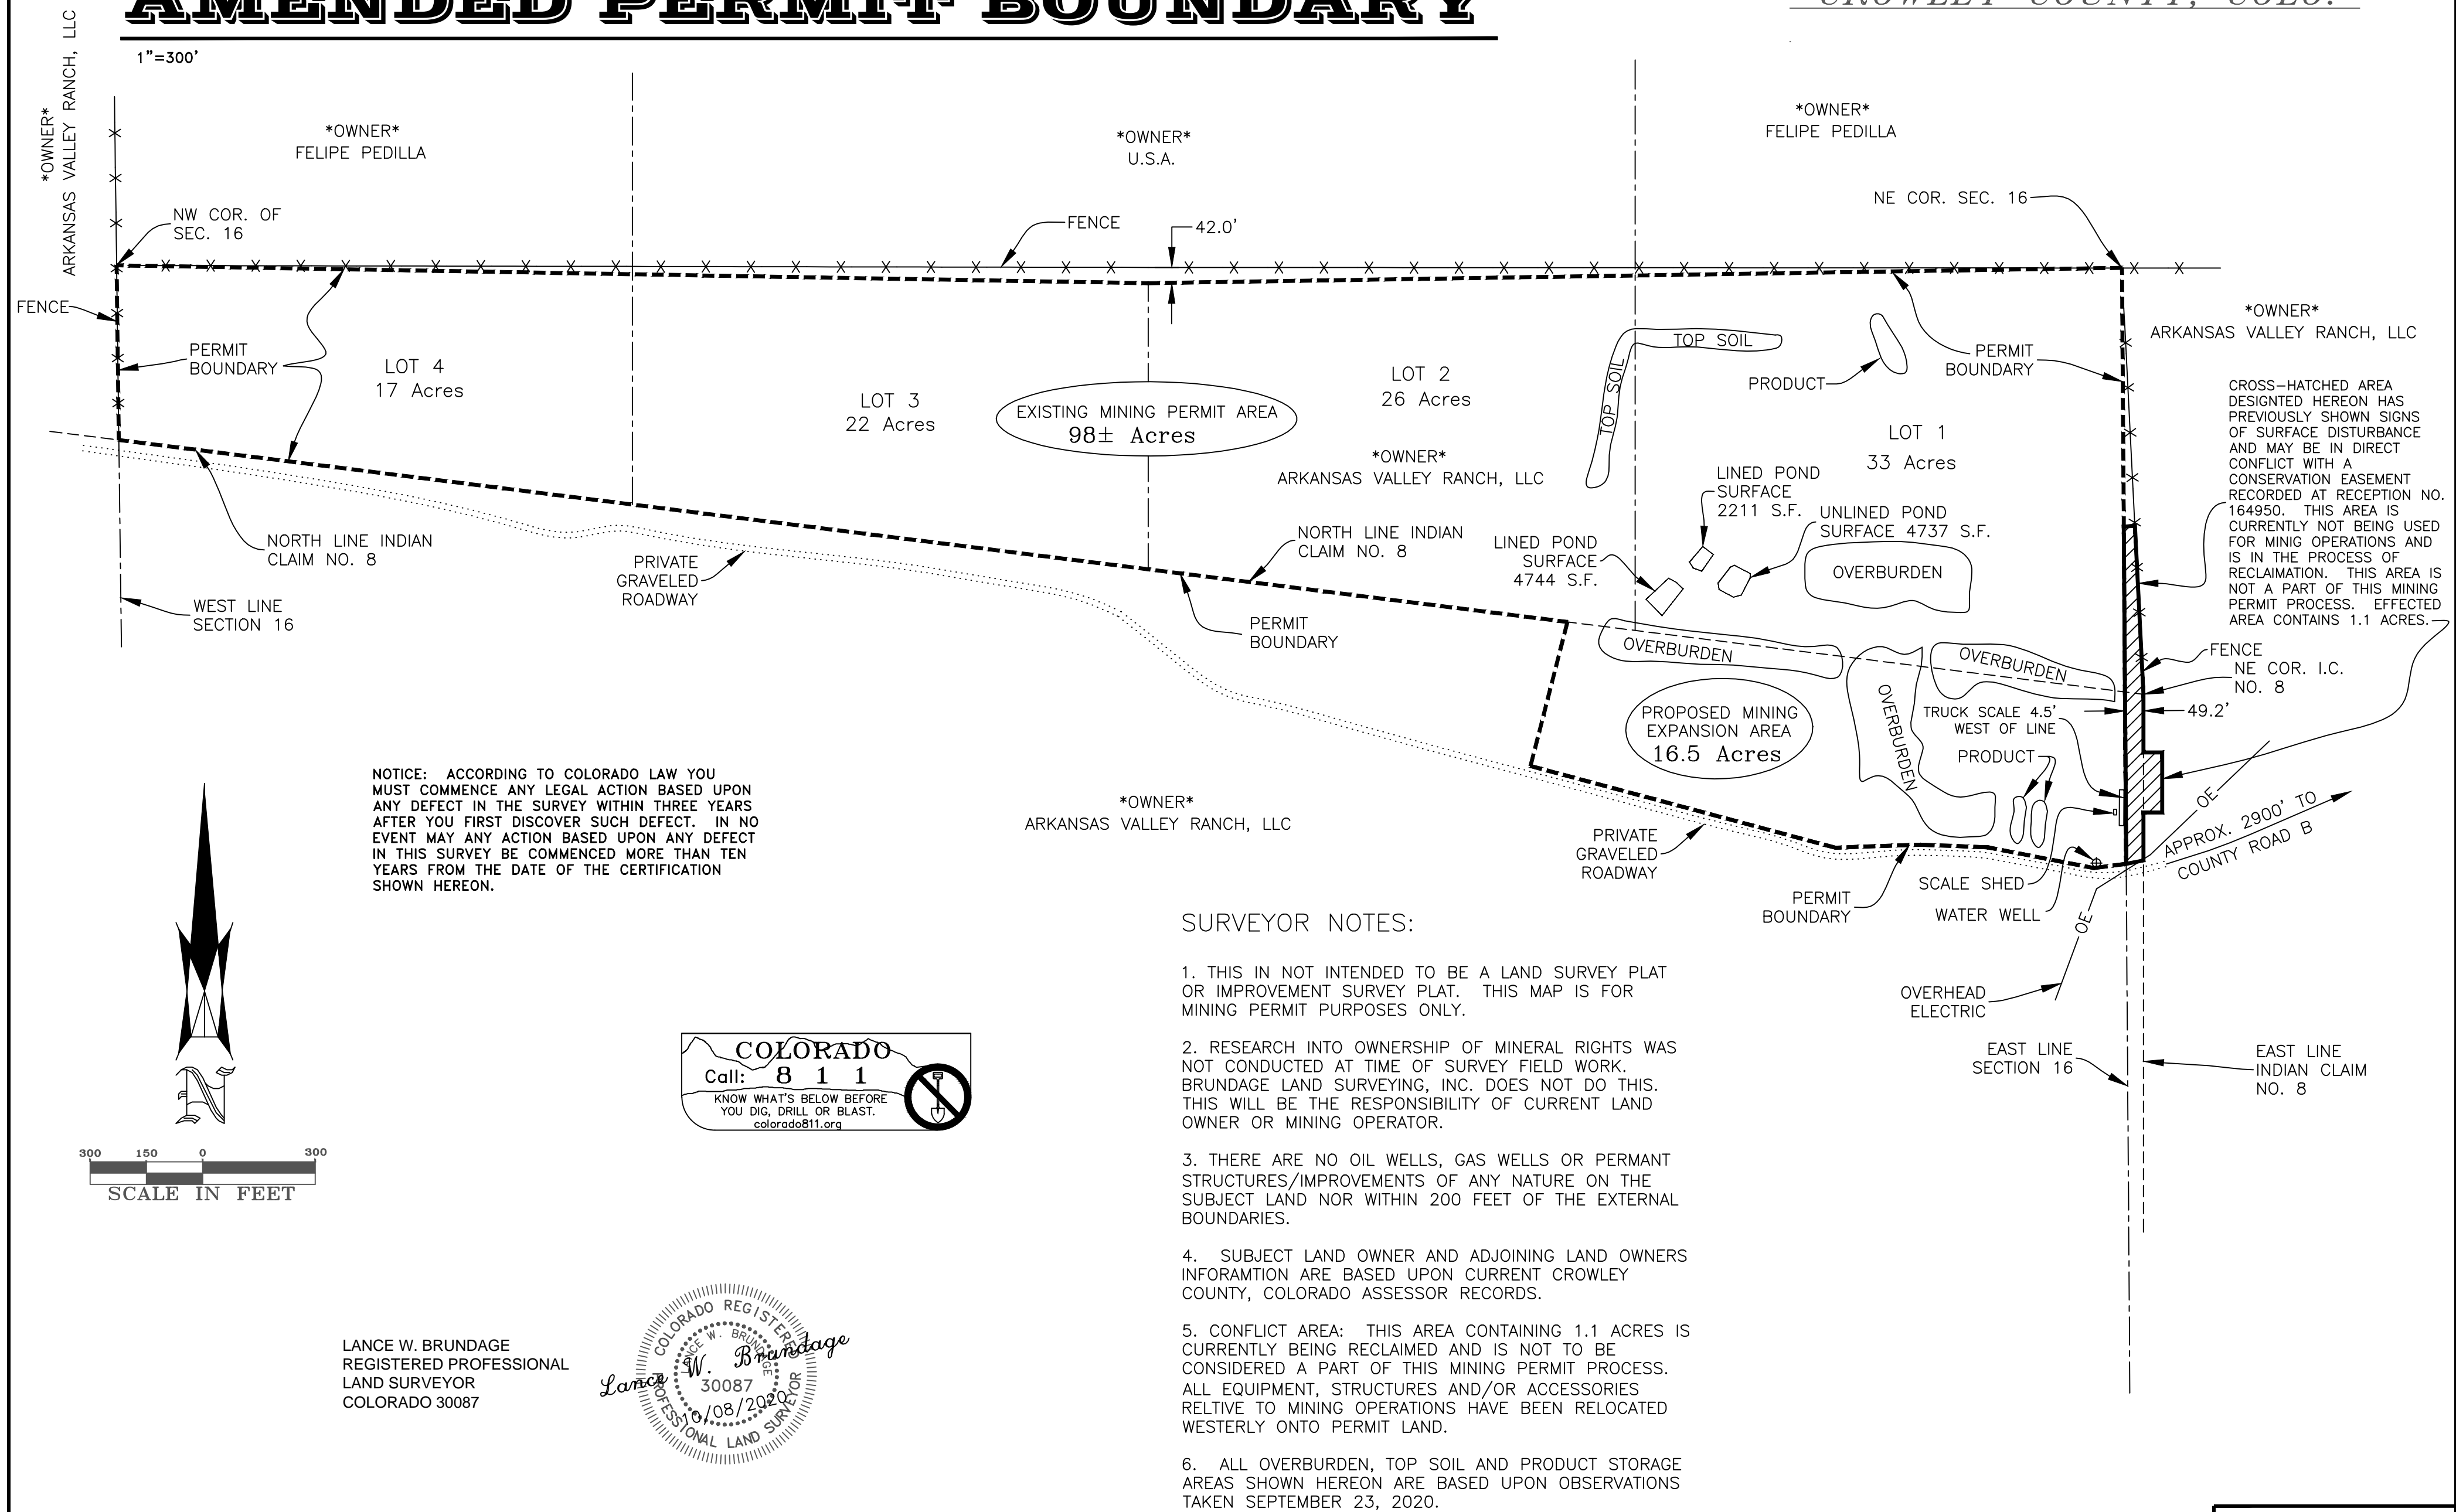 AMENDED PERMIT BOUNDARY
CROWLEY COUNTY, COLO.
1"=300'
*OWNER*
ARKANSAS VALLEY RANCH, LLC
*OWNER*
FELIPE PEDILLA
*OWNER*
U.S.A.
*OWNER*
FELIPE PEDILLA
NW COR. OF
SEC. 16
FENCE
42.0'
NE COR. SEC. 16
FENCE
PERMIT
BOUNDARY
LOT 4
17 Acres
LOT 3
22 Acres
EXISTING MINING PERMIT AREA
98± Acres
LOT 2
26 Acres
*OWNER*
ARKANSAS VALLEY RANCH, LLC
TOP SOIL
TOP SOIL
PRODUCT
PERMIT
BOUNDARY
LOT 1
33 Acres
*OWNER*
ARKANSAS VALLEY RANCH, LLC
CROSS-HATCHED AREA
DESIGNTED HEREON HAS
PREVIOUSLY SHOWN SIGNS
OF SURFACE DISTURBANCE
AND MAY BE IN DIRECT
CONFLICT WITH A
CONSERVATION EASEMENT
RECORDED AT RECEPTION NO.
164950. THIS AREA IS
CURRENTLY NOT BEING USED
FOR MINIG OPERATIONS AND
IS IN THE PROCESS OF
RECLAIMATION. THIS AREA IS
NOT A PART OF THIS MINING
PERMIT PROCESS. EFFECTED
AREA CONTAINS 1.1 ACRES.
LINED POND
SURFACE
2211 S.F.
UNLINED POND
SURFACE 4737 S.F.
LINED POND
SURFACE
4744 S.F.
OVERBURDEN
NORTH LINE INDIAN
CLAIM NO. 8
WEST LINE
SECTION 16
PRIVATE
GRAVELED
ROADWAY
NORTH LINE INDIAN
CLAIM NO. 8
PERMIT
BOUNDARY
OVERBURDEN
OVERBURDEN
OVERBURDEN
FENCE
NE COR. I.C.
NO. 8
49.2'
TRUCK SCALE 4.5'
WEST OF LINE
PRODUCT
PROPOSED MINING
EXPANSION AREA
16.5 Acres
OE
APPROX. 2900' TO
COUNTY ROAD B
NOTICE: ACCORDING TO COLORADO LAW YOU
MUST COMMENCE ANY LEGAL ACTION BASED UPON
ANY DEFECT IN THE SURVEY WITHIN THREE YEARS
AFTER YOU FIRST DISCOVER SUCH DEFECT. IN NO
EVENT MAY ANY ACTION BASED UPON ANY DEFECT
IN THIS SURVEY BE COMMENCED MORE THAN TEN
YEARS FROM THE DATE OF THE CERTIFICATION
SHOWN HEREON.
*OWNER*
ARKANSAS VALLEY RANCH, LLC
PRIVATE
GRAVELED
ROADWAY
PERMIT
BOUNDARY
SCALE SHED
WATER WELL
OE
OVERHEAD
ELECTRIC
EAST LINE
SECTION 16
EAST LINE
INDIAN CLAIM
NO. 8
N
300 150 0 300
SCALE IN FEET
COLORADO
Call: 8 1 1
KNOW WHAT'S BELOW BEFORE
YOU DIG, DRILL OR BLAST.
colorado811.org
SURVEYOR NOTES:
1. THIS IN NOT INTENDED TO BE A LAND SURVEY PLAT
OR IMPROVEMENT SURVEY PLAT. THIS MAP IS FOR
MINING PERMIT PURPOSES ONLY.
2. RESEARCH INTO OWNERSHIP OF MINERAL RIGHTS WAS
NOT CONDUCTED AT TIME OF SURVEY FIELD WORK.
BRUNDAGE LAND SURVEYING, INC. DOES NOT DO THIS.
THIS WILL BE THE RESPONSIBILITY OF CURRENT LAND
OWNER OR MINING OPERATOR.
3. THERE ARE NO OIL WELLS, GAS WELLS OR PERMANT
STRUCTURES/IMPROVEMENTS OF ANY NATURE ON THE
SUBJECT LAND NOR WITHIN 200 FEET OF THE EXTERNAL
BOUNDARIES.
4. SUBJECT LAND OWNER AND ADJOINING LAND OWNERS
INFORAMTION ARE BASED UPON CURRENT CROWLEY
COUNTY, COLORADO ASSESSOR RECORDS.
5. CONFLICT AREA: THIS AREA CONTAINING 1.1 ACRES IS
CURRENTLY BEING RECLAIMED AND IS NOT TO BE
CONSIDERED A PART OF THIS MINING PERMIT PROCESS.
ALL EQUIPMENT, STRUCTURES AND/OR ACCESSORIES
RELTIVE TO MINING OPERATIONS HAVE BEEN RELOCATED
WESTERLY ONTO PERMIT LAND.
6. ALL OVERBURDEN, TOP SOIL AND PRODUCT STORAGE
AREAS SHOWN HEREON ARE BASED UPON OBSERVATIONS
TAKEN SEPTEMBER 23, 2020.
LANCE W. BRUNDAGE
REGISTERED PROFESSIONAL
LAND SURVEYOR
COLORADO 30087
COLORADO REGISTERED
LANCE W. BRUNDAGE
Lance W. Brundage
30087
10/08/2020
PROFESSIONAL LAND SURVEYOR